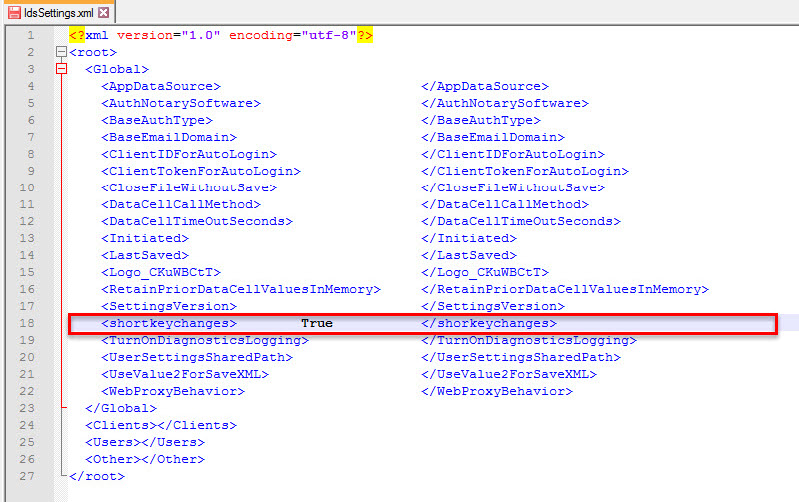 IdsSettings.xml
1 <?xml version="1.0" encoding="utf-8"?>
2 <root>
3 <Global>
4 <AppDataSource> </AppDataSource>
5 <AuthNotarySoftware> </AuthNotarySoftware>
6 <BaseAuthType> </BaseAuthType>
7 <BaseEmailDomain> </BaseEmailDomain>
8 <ClientIDForAutoLogin> </ClientIDForAutoLogin>
9 <ClientTokenForAutoLogin> </ClientTokenForAutoLogin>
10 <CloseFileWithoutSave> </CloseFileWithoutSave>
11 <DataCellCallMethod> </DataCellCallMethod>
12 <DataCellTimeOutSeconds> </DataCellTimeOutSeconds>
13 <Initiated> </Initiated>
14 <LastSaved> </LastSaved>
15 <Logo_CKuWBCtT> </Logo_CKuWBCtT>
16 <RetainPriorDataCellValuesInMemory> </RetainPriorDataCellValuesInMemory>
17 <SettingsVersion> </SettingsVersion>
18 <shortkeychanges> True </shorkeychanges>
19 <TurnOnDiagnosticsLogging> </TurnOnDiagnosticsLogging>
20 <UserSettingsSharedPath> </UserSettingsSharedPath>
21 <UseValue2ForSaveXML> </UseValue2ForSaveXML>
22 <WebProxyBehavior> </WebProxyBehavior>
23 </Global>
24 <Clients></Clients>
25 <Users></Users>
26 <Other></Other>
27 </root>